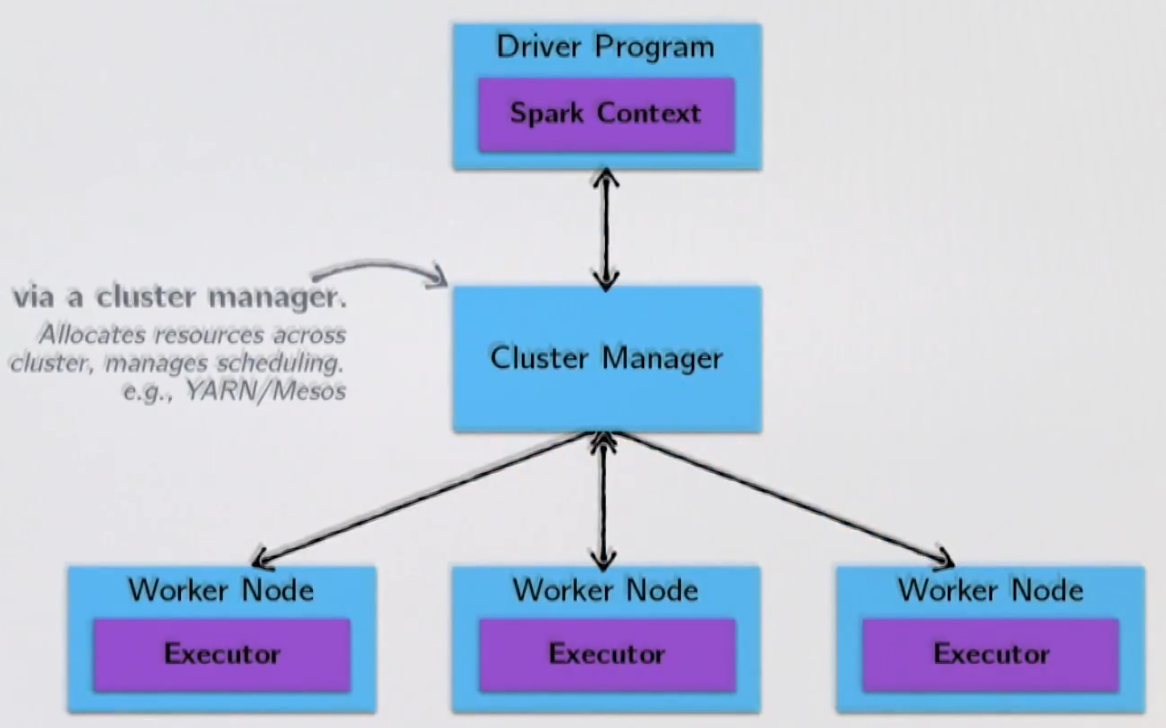 Driver Program
Spark Context
via a cluster manager.
Allocates resources across
cluster, manages scheduling.
e.g., YARN/Mesos
Cluster Manager
Worker Node
Executor
Worker Node
Executor
Worker Node
Executor